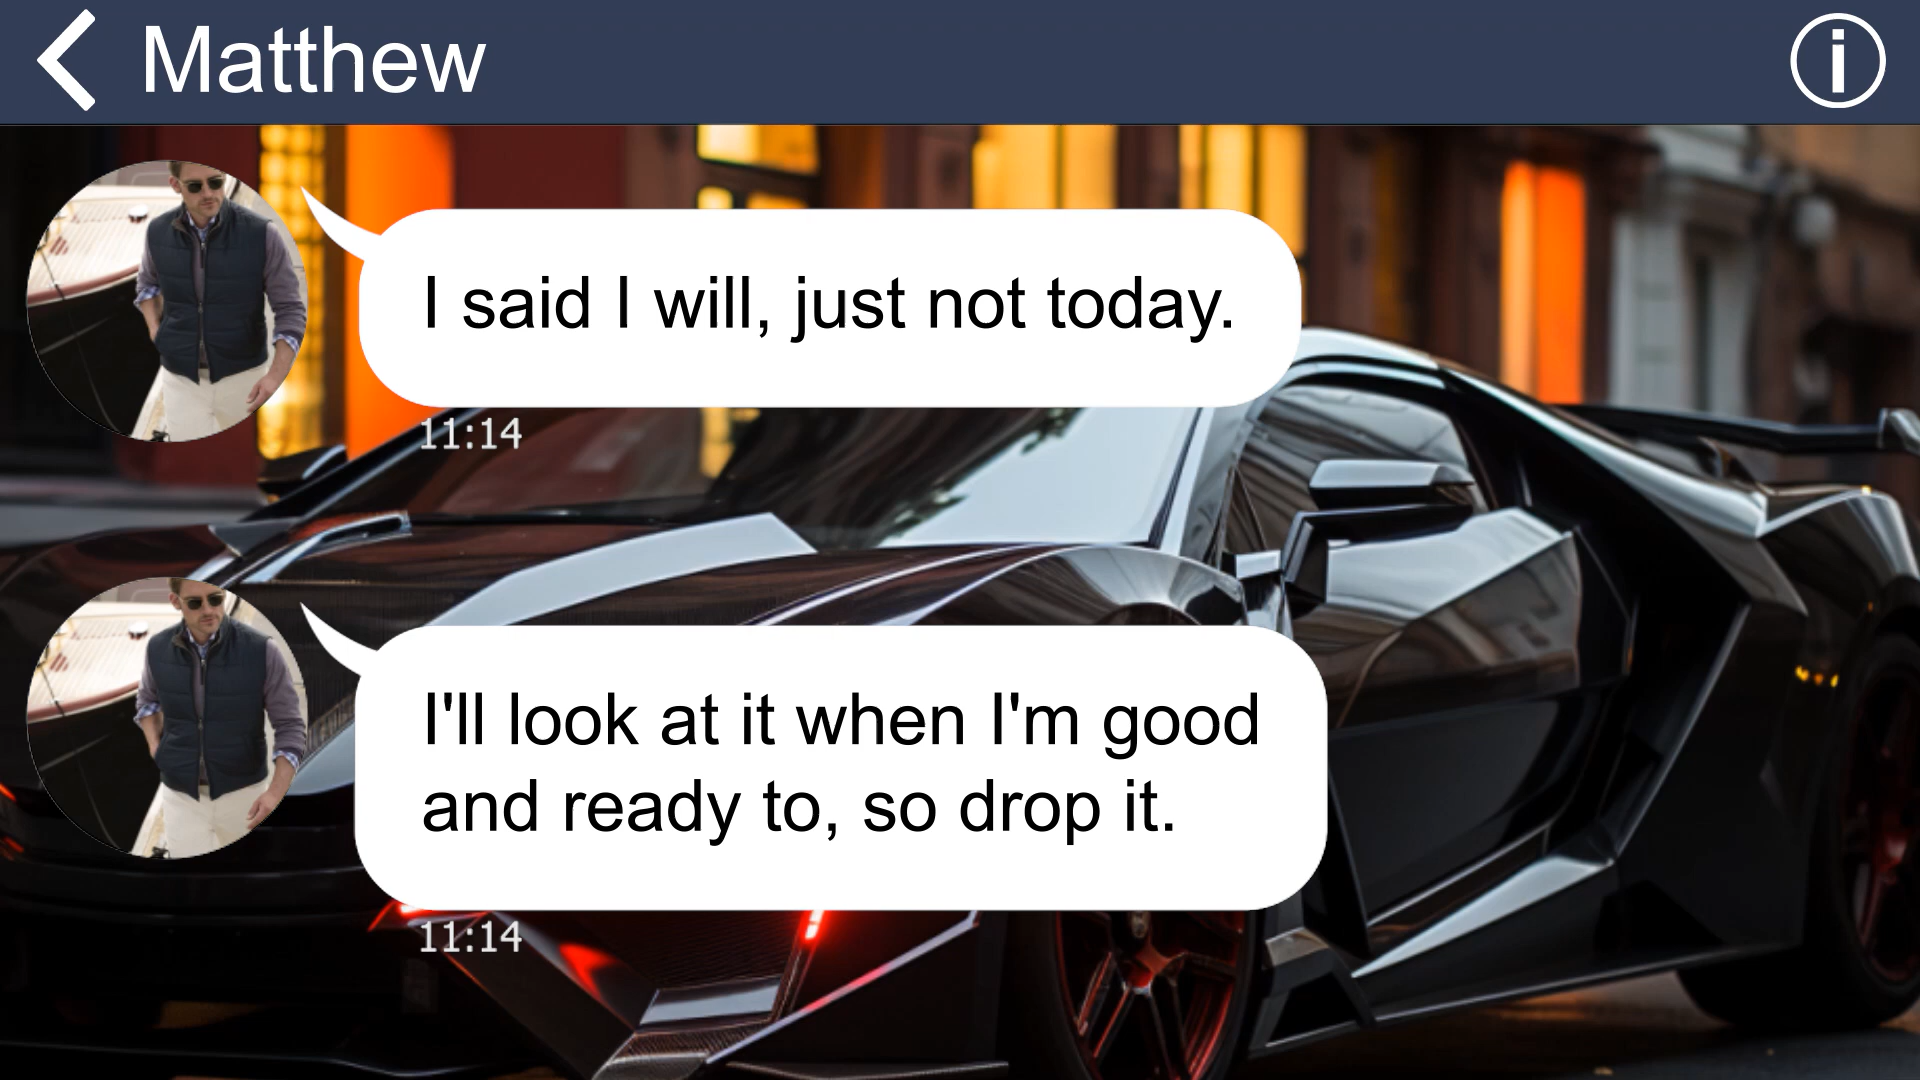 Matthew
I said I will, just not today.
11:14
I'll look at it when I'm good
and ready to, so drop it.
11:14